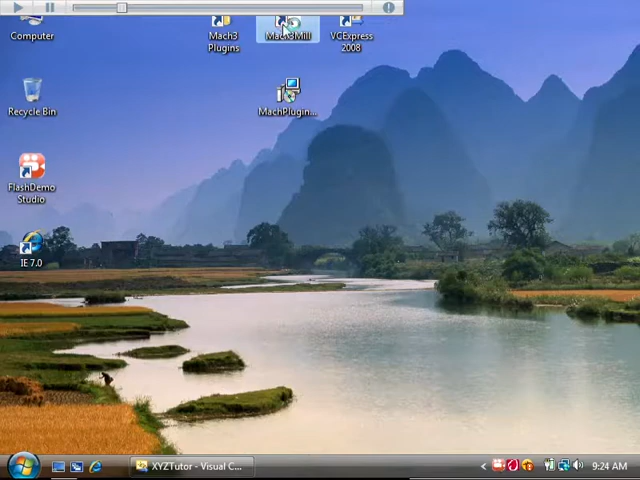 Computer
Mach3
Plugins
Mach3Mill
VCExpress
2008
Recycle Bin
MachPlugin...
FlashDemo
Studio
IE 7.0
XYZTutor - Visual C...
9:24 AM